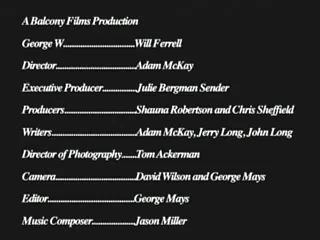 A Balcony Films Production
George W..................................Will Ferrell
Director......................................Adam McKay
Executive Producer................Julie Bergman Sender
Producers..................................Shauna Robertson and Chris Sheffield
Writers........................................Adam McKay, Jerry Long, John Long
Director of Photography.......Tom Ackerman
Camera......................................David Wilson and George Mays
Editor.........................................George Mays
Music Composer.....................Jason Miller